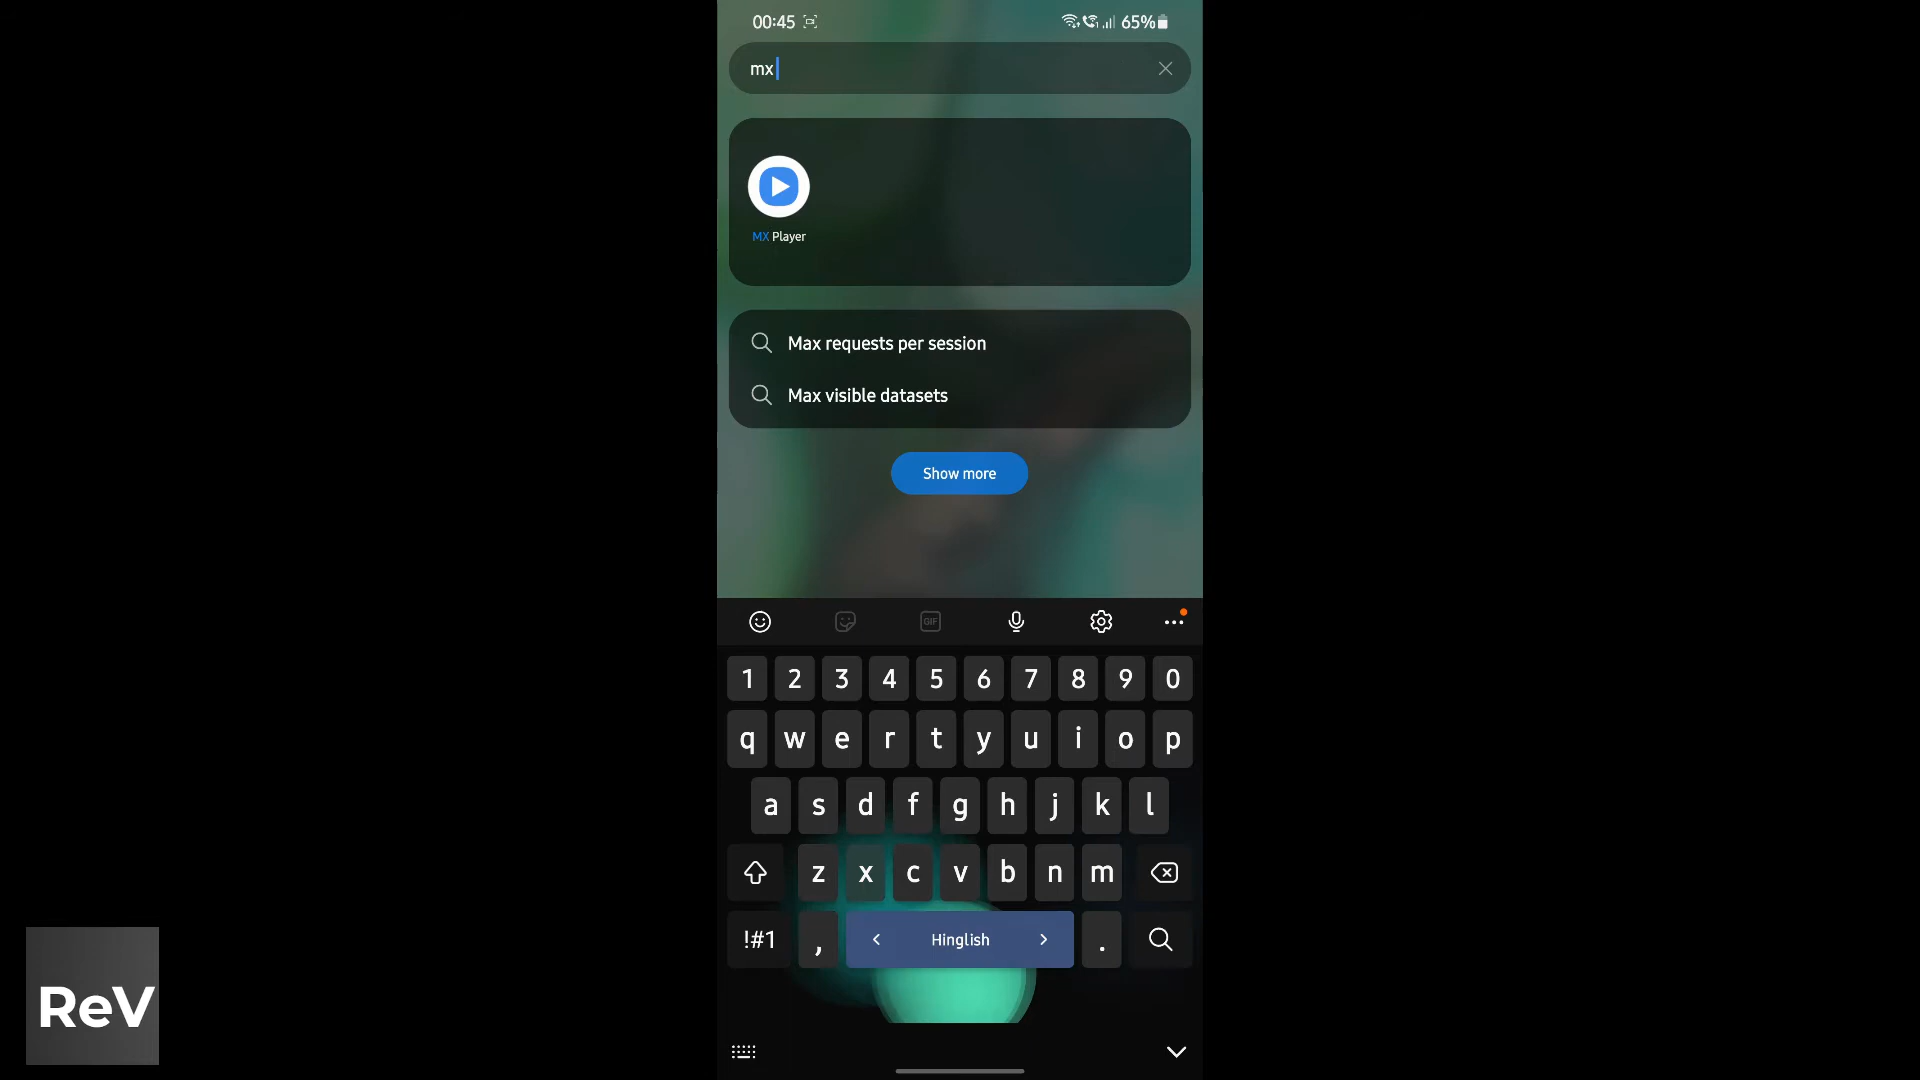 00:45
65%
mx
MX Player
Max requests per session
Max visible datasets
Show more
GIF
1 2 3 4 5 6 7 8 9 0
q w e r t y u i o p
a s d f g h j k l
z x c v b n m
!#1 , < Hinglish > .
ReV